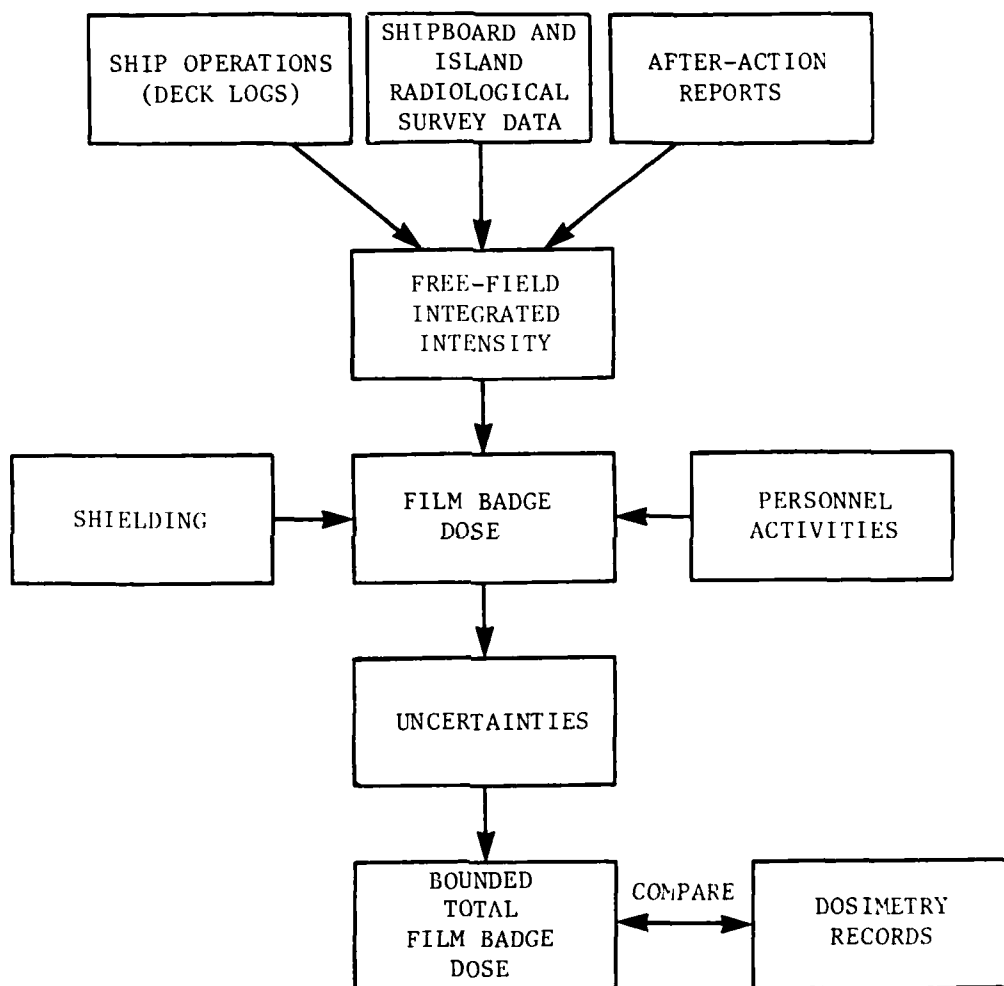 SHIP OPERATIONS
(DECK LOGS)
SHIPBOARD AND
ISLAND
RADIOLOGICAL
SURVEY DATA
AFTER-ACTION
REPORTS
FREE-FIELD
INTEGRATED
INTENSITY
SHIELDING
FILM BADGE
DOSE
PERSONNEL
ACTIVITIES
UNCERTAINTIES
BOUNDED
TOTAL
FILM BADGE
DOSE
COMPARE
DOSIMETRY
RECORDS